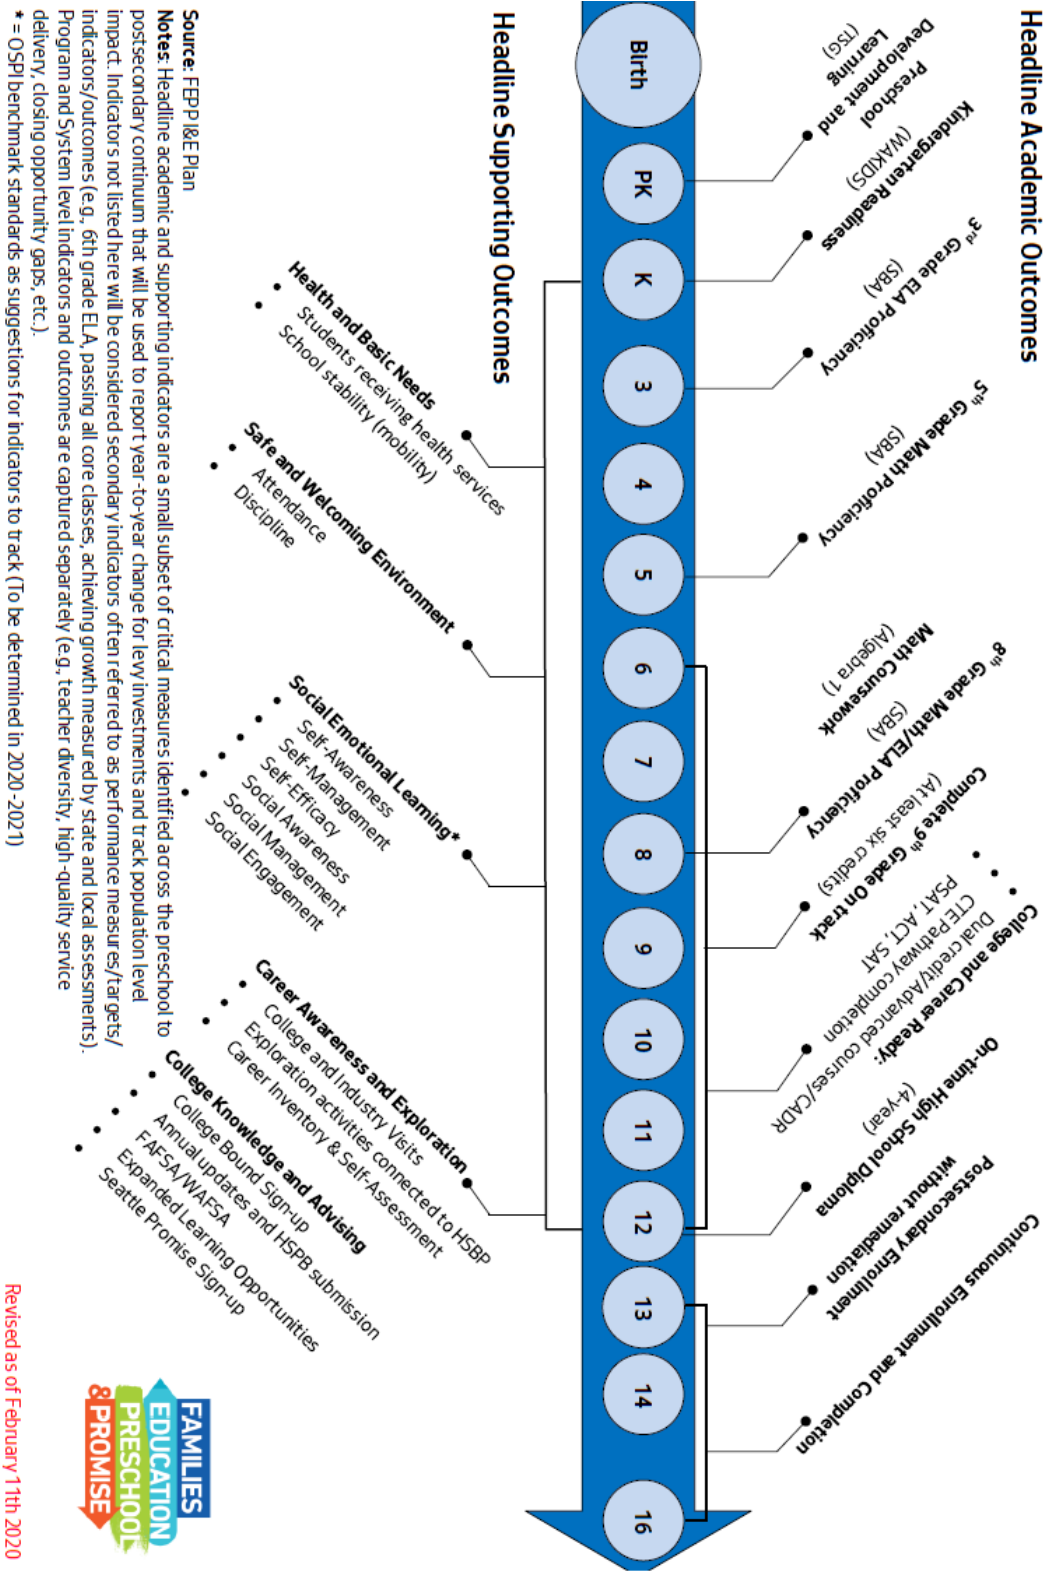 Headline Academic Outcomes
Preschool
Development and
Learning
(TSG)
Kindergarten Readiness
(WAKIDS)
3rd Grade ELA Proficiency
(SBA)
5th Grade Math Proficiency
(SBA)
Math Coursework
(Algebra 1)
8th Grade Math/ELA Proficiency
(SBA)
Complete 9th Grade On track
(At least six credits)
College and Career Ready:
• Dual credit/Advanced courses/CADR
• CTE Pathway completion
• PSAT, ACT, SAT
On-time High School Diploma
(4-year)
Postsecondary Enrollment
without remediation
Continuous Enrollment and Completion
Birth
PK
K
3
4
5
6
7
8
9
10
11
12
13
14
16
Headline Supporting Outcomes
Health and Basic Needs
• Students receiving health services
• School stability (mobility)
Safe and Welcoming Environment
• Attendance
• Discipline
Social Emotional Learning*
• Self-Awareness
• Self-Management
• Self-Efficacy
• Social Awareness
• Social Management
• Social Engagement
Career Awareness and Exploration
• College and Industry Visits
• Exploration activities connected to HSBP
• Career Inventory & Self-Assessment
College Knowledge and Advising
• College Bound Sign-up
• Annual updates and HSPB submission
• FAFSA/WAFSA
• Expanded Learning Opportunities
• Seattle Promise Sign-up
Source: FEPP I&E Plan
Notes: Headline academic and supporting indicators are a small subset of critical measures identified across the preschool to
postsecondary continuum that will be used to report year-to-year change for levy investments and track population level
impact. Indicators not listed here will be considered secondary indicators often referred to as performance measures/targets/
indicators/outcomes (e.g., 6th grade ELA, passing all core classes, achieving growth measured by state and local assessments).
Program and System level indicators and outcomes are captured separately (e.g., teacher diversity, high-quality service
delivery, closing opportunity gaps, etc.).
* = OSPI benchmark standards as suggestions for indicators to track (To be determined in 2020-2021)
FAMILIES
EDUCATION
PRESCHOOL
& PROMISE
Revised as of February 11th 2020